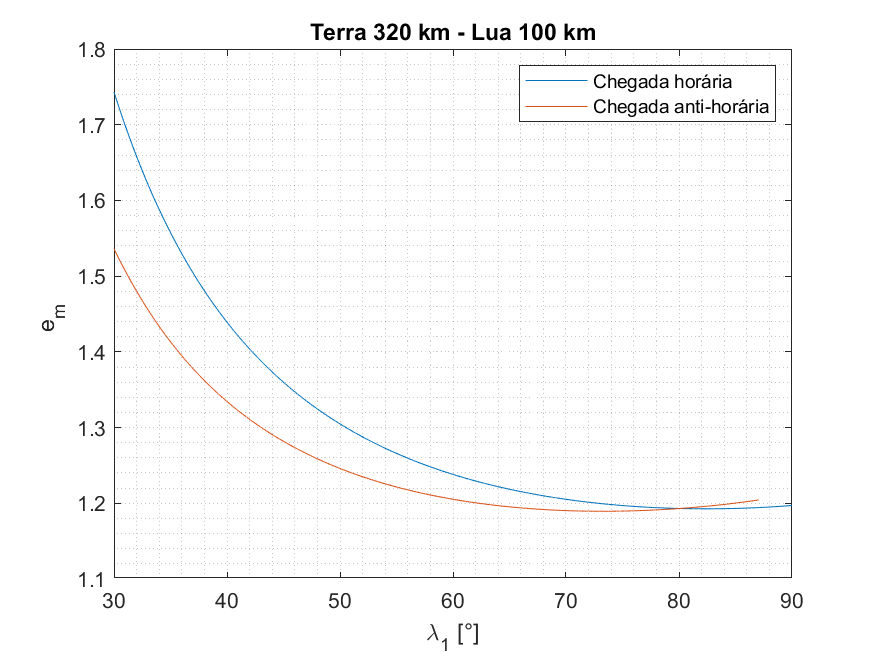 Terra 320 km - Lua 100 km
1.8
1.7
1.6
1.5
1.4
1.3
1.2
1.1
e_m
Chegada horária
Chegada anti-horária
30 40 50 60 70 80 90
λ_1 [°]